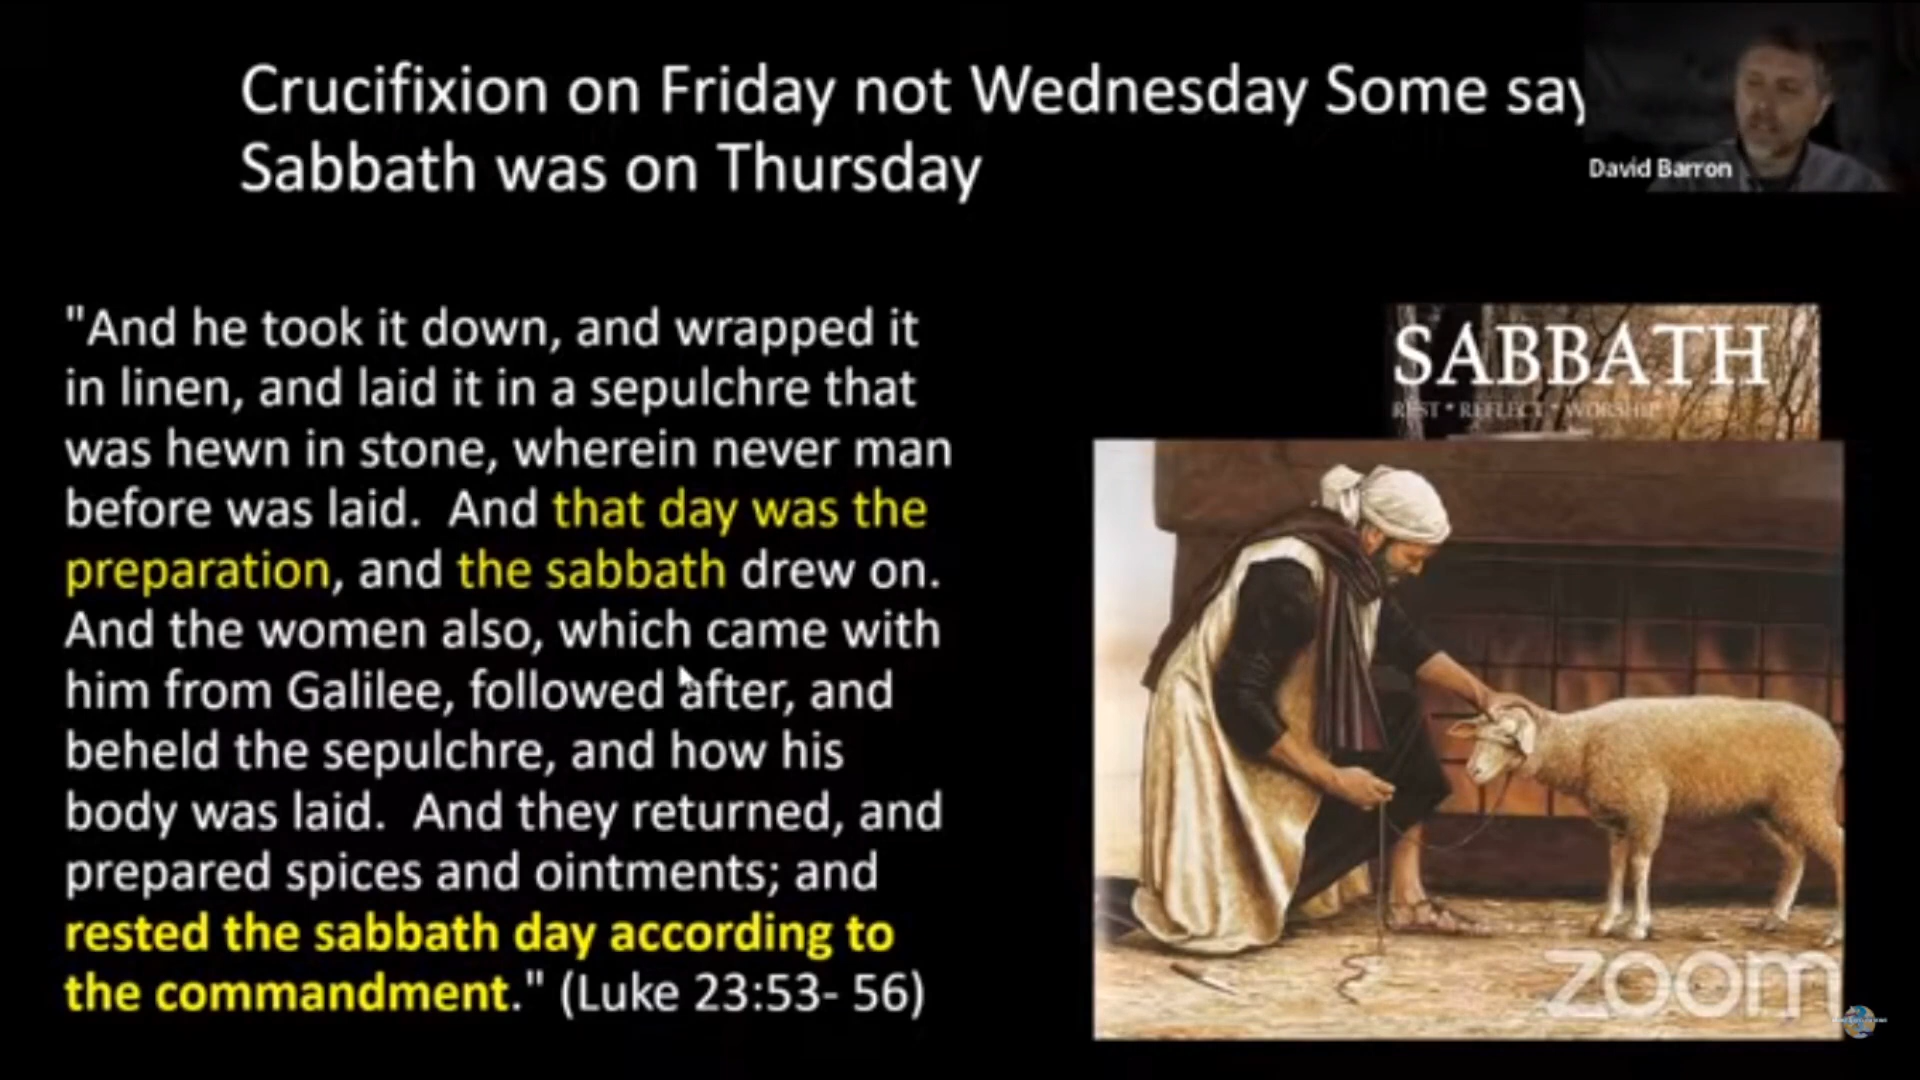 Crucifixion on Friday not Wednesday Some say
Sabbath was on Thursday
David Barron
"And he took it down, and wrapped it
in linen, and laid it in a sepulchre that
was hewn in stone, wherein never man
before was laid.  And that day was the
preparation, and the sabbath drew on.
And the women also, which came with
him from Galilee, followed after, and
beheld the sepulchre, and how his
body was laid.  And they returned, and
prepared spices and ointments; and
rested the sabbath day according to
the commandment." (Luke 23:53- 56)
SABBATH
REST * REFLECT * WORSHIP
zoom